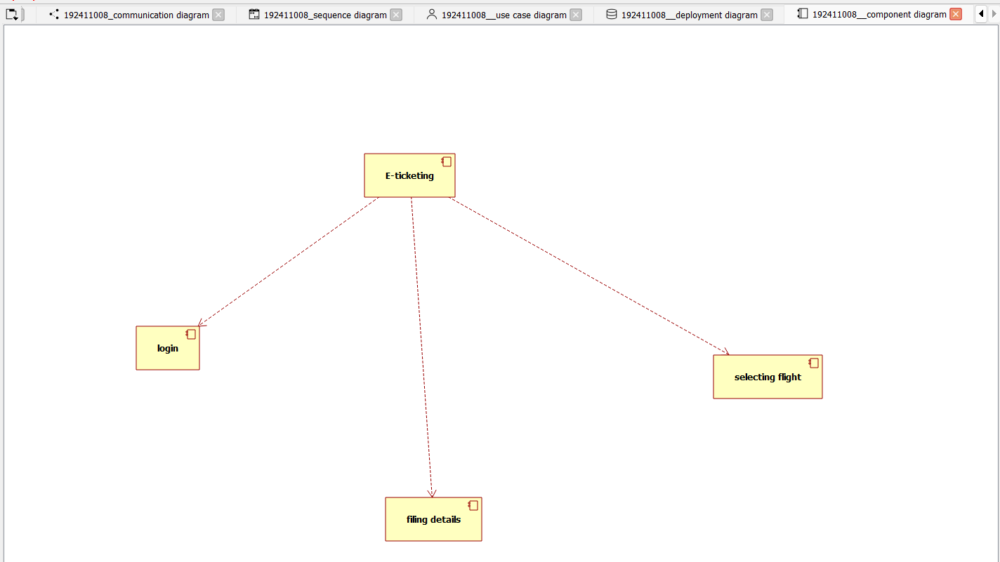 192411008_communication diagram
192411008_sequence diagram
192411008__use case diagram
192411008__deployment diagram
192411008__component diagram
E-ticketing
login
selecting flight
filing details